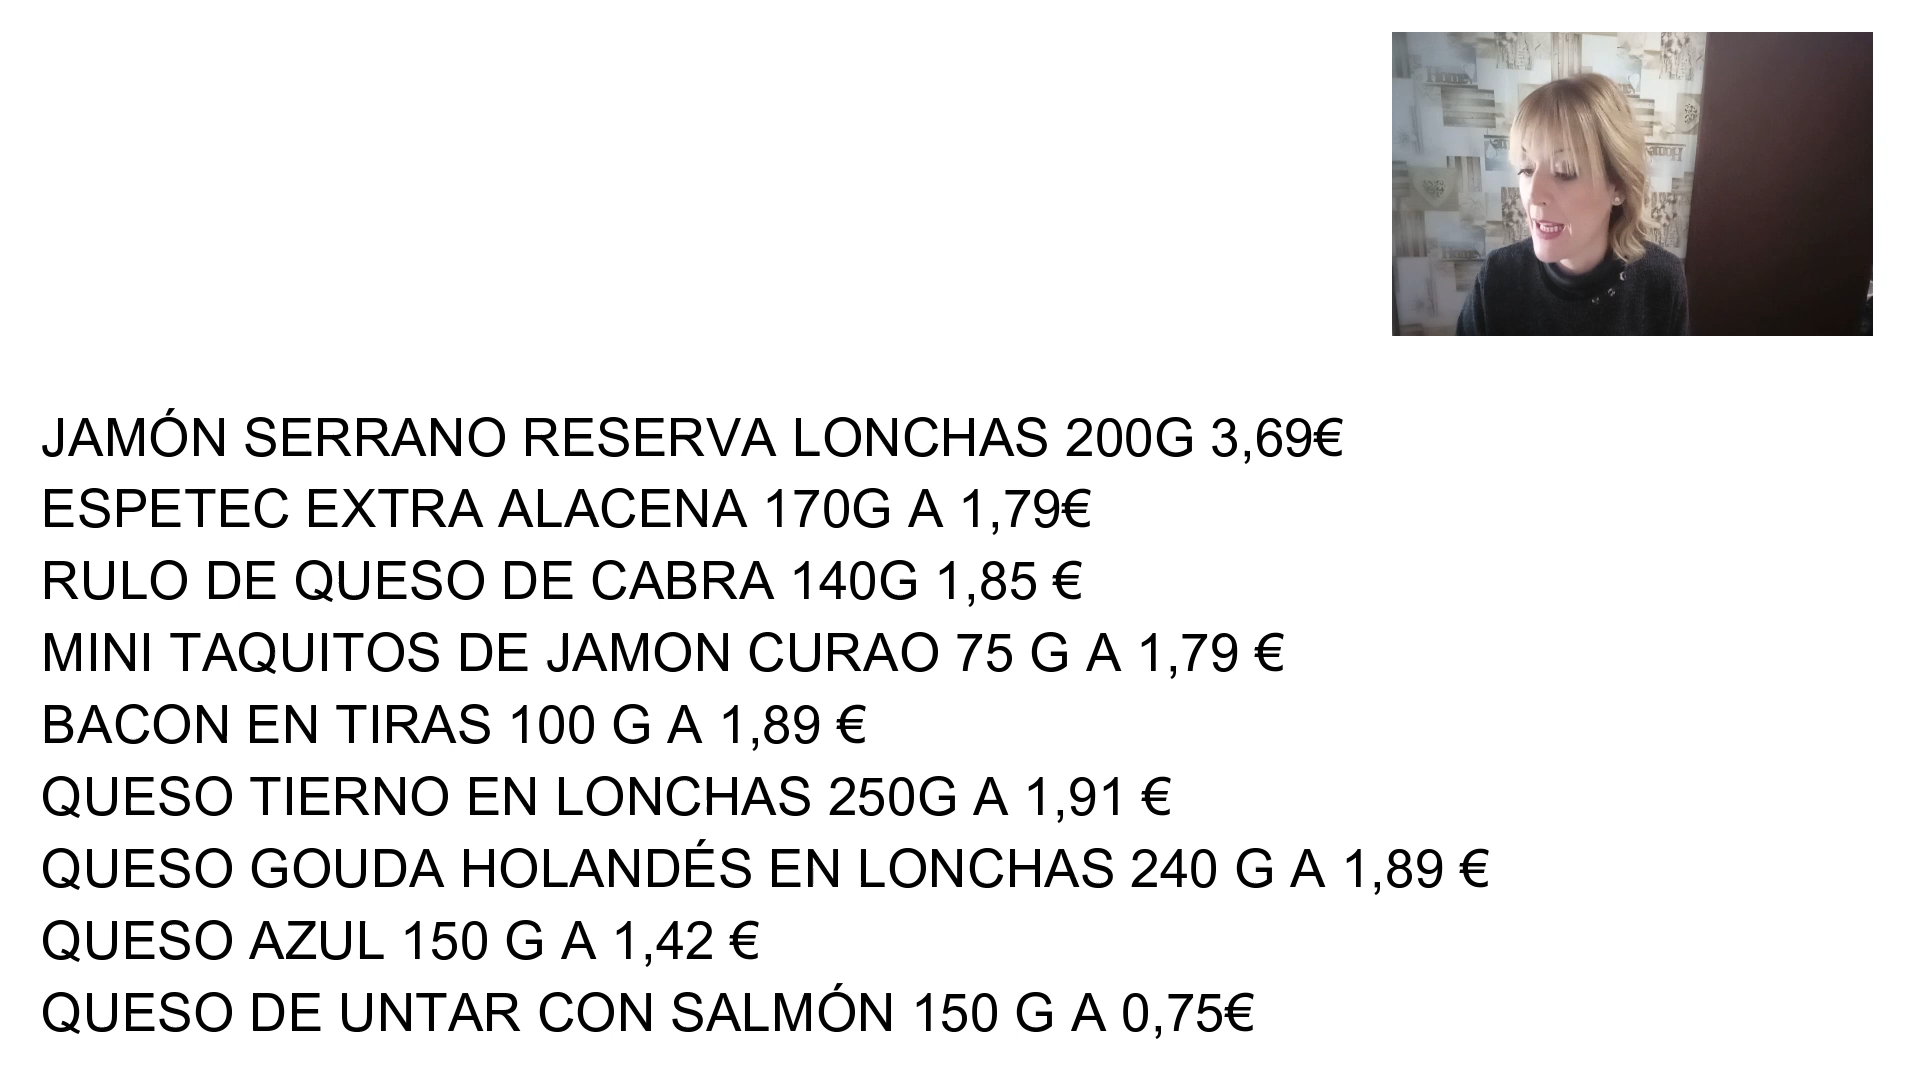 Home
JAMÓN SERRANO RESERVA LONCHAS 200G 3,69€
ESPETEC EXTRA ALACENA 170G A 1,79€
RULO DE QUESO DE CABRA 140G 1,85 €
MINI TAQUITOS DE JAMON CURAO 75 G A 1,79 €
BACON EN TIRAS 100 G A 1,89 €
QUESO TIERNO EN LONCHAS 250G A 1,91 €
QUESO GOUDA HOLANDÉS EN LONCHAS 240 G A 1,89 €
QUESO AZUL 150 G A 1,42 €
QUESO DE UNTAR CON SALMÓN 150 G A 0,75€